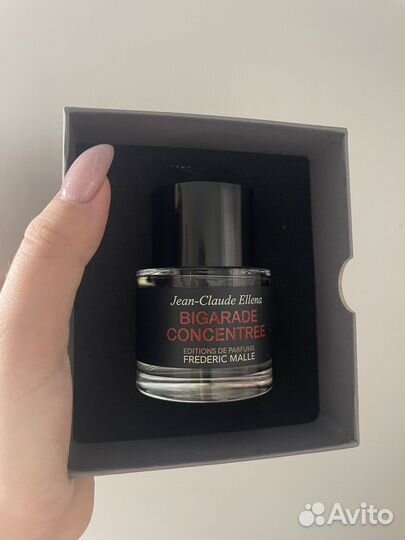 Jean-Claude Ellena
BIGARADE
CONCENTREE
EDITIONS DE PARFUMS
FREDERIC MALLE
Avito